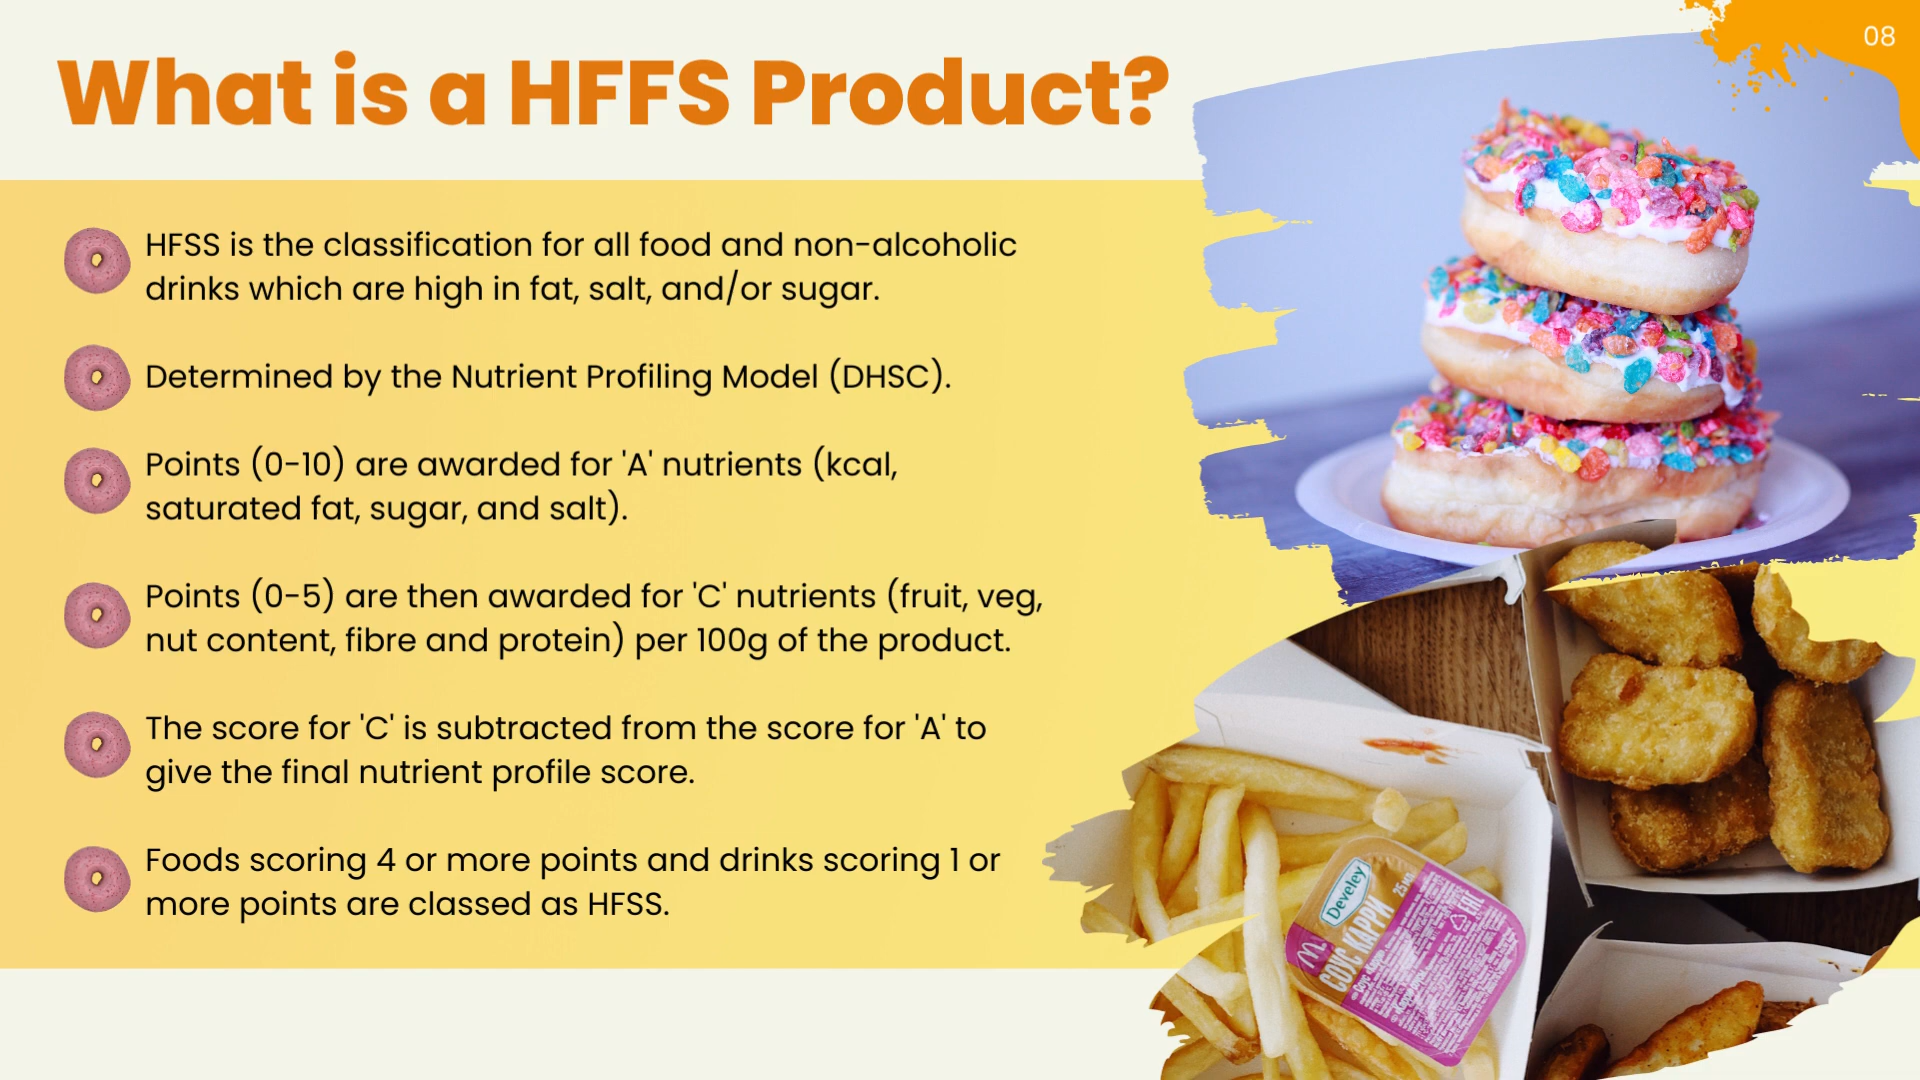 08
What is a HFFS Product?
HFSS is the classification for all food and non-alcoholic
drinks which are high in fat, salt, and/or sugar.
Determined by the Nutrient Profiling Model (DHSC).
Points (0-10) are awarded for 'A' nutrients (kcal,
saturated fat, sugar, and salt).
Points (0-5) are then awarded for 'C' nutrients (fruit, veg,
nut content, fibre and protein) per 100g of the product.
The score for 'C' is subtracted from the score for 'A' to
give the final nutrient profile score.
Foods scoring 4 or more points and drinks scoring 1 or
more points are classed as HFSS.
Develey
25 мл
СОУС КАРРИ
EAC